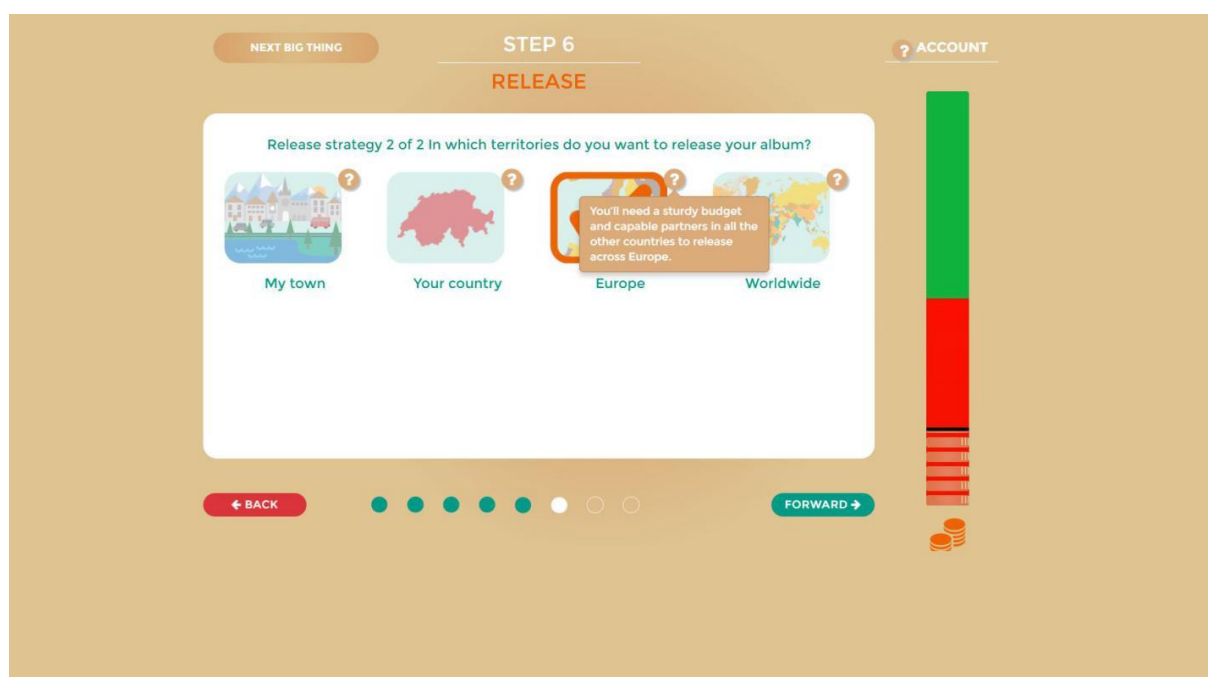 NEXT BIG THING
STEP 6
? ACCOUNT
RELEASE
Release strategy 2 of 2 In which territories do you want to release your album?
?
?
?
?
You'll need a sturdy budget
and capable partners in all the
other countries to release
across Europe.
My town
Your country
Europe
Worldwide
← BACK
FORWARD →